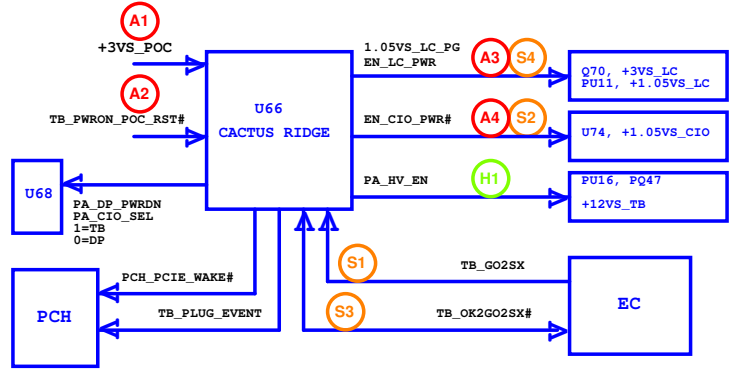 A1
+3VS_POC
A2
TB_PWRON_POC_RST#
U66
CACTUS RIDGE
1.05VS_LC_PG
EN_LC_PWR
A3
S4
Q70, +3VS_LC
PU11, +1.05VS_LC
EN_CIO_PWR#
A4
S2
U74, +1.05VS_CIO
PA_HV_EN
H1
PU16, PQ47
+12VS_TB
U68
PA_DP_PWRDN
PA_CIO_SEL
1=TB
0=DP
PCH
PCH_PCIE_WAKE#
TB_PLUG_EVENT
S1
TB_GO2SX
S3
TB_OK2GO2SX#
EC